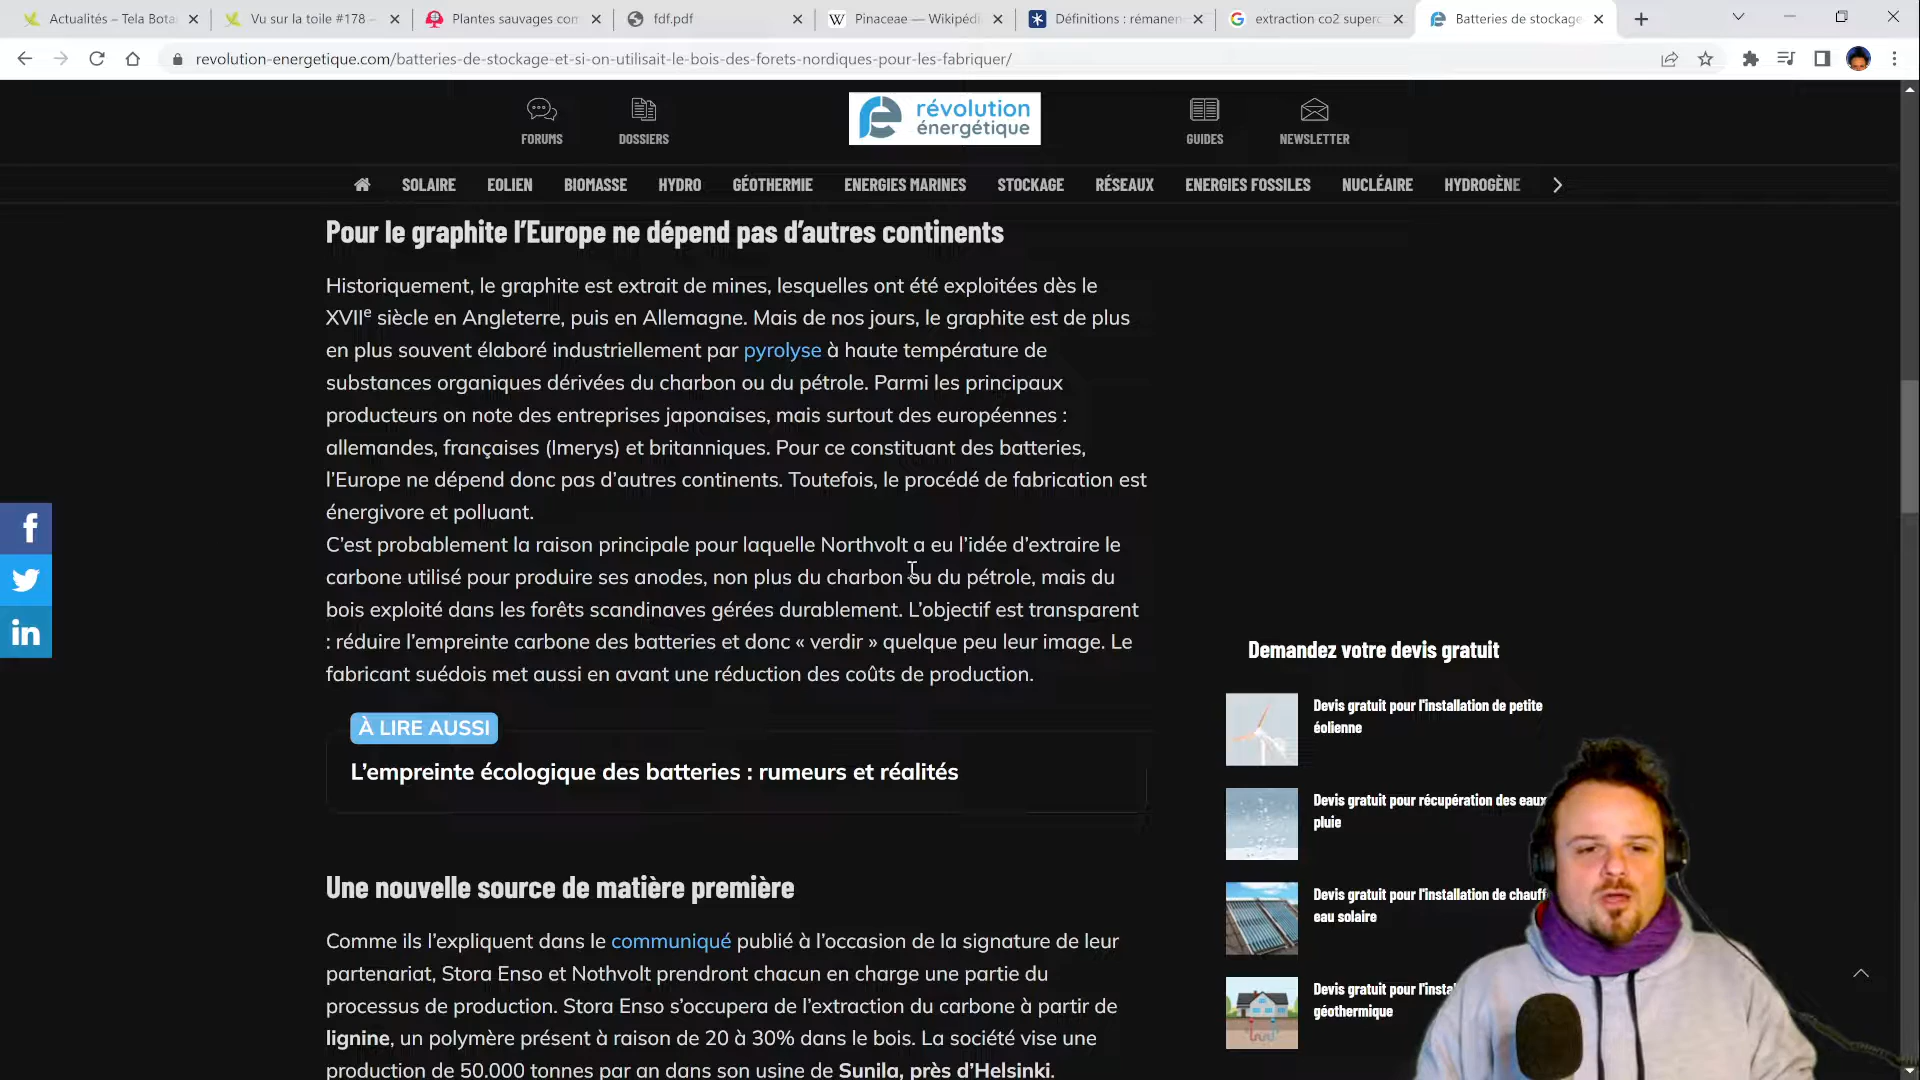 Actualités – Tela Bota
Vu sur la toile #178 –
Plantes sauvages com
fdf.pdf
Pinaceae — Wikipédi
Définitions : rémanen
extraction co2 superc
Batteries de stockage
revolution-energetique.com/batteries-de-stockage-et-si-on-utilisait-le-bois-des-forets-nordiques-pour-les-fabriquer/
FORUMS
DOSSIERS
révolution
énergétique
GUIDES
NEWSLETTER
SOLAIRE EOLIEN BIOMASSE HYDRO GÉOTHERMIE ENERGIES MARINES STOCKAGE RÉSEAUX ENERGIES FOSSILES NUCLÉAIRE HYDROGÈNE
Pour le graphite l’Europe ne dépend pas d’autres continents
Historiquement, le graphite est extrait de mines, lesquelles ont été exploitées dès le
XVIIe siècle en Angleterre, puis en Allemagne. Mais de nos jours, le graphite est de plus
en plus souvent élaboré industriellement par pyrolyse à haute température de
substances organiques dérivées du charbon ou du pétrole. Parmi les principaux
producteurs on note des entreprises japonaises, mais surtout des européennes :
allemandes, françaises (Imerys) et britanniques. Pour ce constituant des batteries,
l’Europe ne dépend donc pas d’autres continents. Toutefois, le procédé de fabrication est
énergivore et polluant.
C’est probablement la raison principale pour laquelle Northvolt a eu l’idée d’extraire le
carbone utilisé pour produire ses anodes, non plus du charbon ou du pétrole, mais du
bois exploité dans les forêts scandinaves gérées durablement. L’objectif est transparent
: réduire l’empreinte carbone des batteries et donc « verdir » quelque peu leur image. Le
fabricant suédois met aussi en avant une réduction des coûts de production.
À LIRE AUSSI
L’empreinte écologique des batteries : rumeurs et réalités
Une nouvelle source de matière première
Comme ils l’expliquent dans le communiqué publié à l’occasion de la signature de leur
partenariat, Stora Enso et Nothvolt prendront chacun en charge une partie du
processus de production. Stora Enso s’occupera de l’extraction du carbone à partir de
lignine, un polymère présent à raison de 20 à 30% dans le bois. La société vise une
production de 50.000 tonnes par an dans son usine de Sunila, près d’Helsinki.
f
in
Demandez votre devis gratuit
Devis gratuit pour l'installation de petite
éolienne
Devis gratuit pour récupération des eaux
pluie
Devis gratuit pour l'installation de chauff
eau solaire
Devis gratuit pour l'insta
géothermique